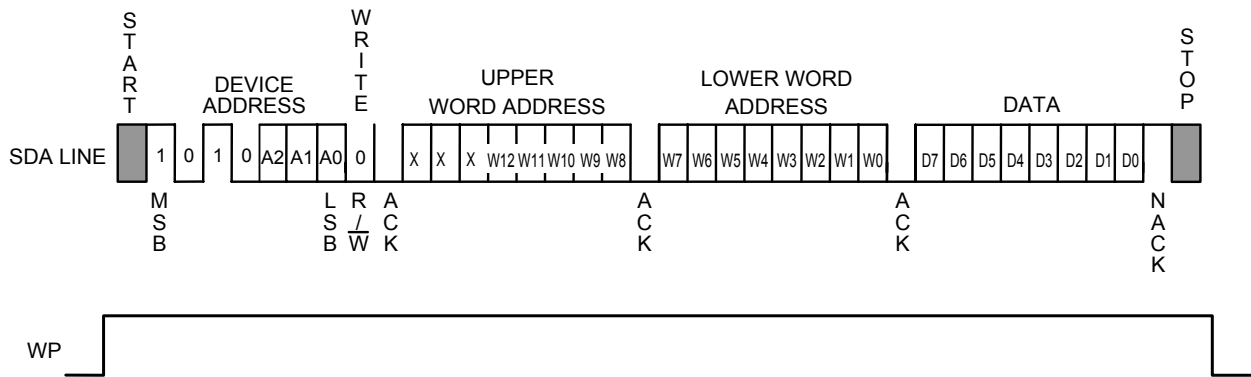 START
WRITE
STOP
DEVICE
ADDRESS
UPPER
WORD ADDRESS
LOWER WORD
ADDRESS
DATA
SDA LINE 1 0 1 0 A2 A1 A0 0 X X X W12 W11 W10 W9 W8 W7 W6 W5 W4 W3 W2 W1 W0 D7 D6 D5 D4 D3 D2 D1 D0
MSB
LSB
R/W
ACK
ACK
ACK
NACK
WP